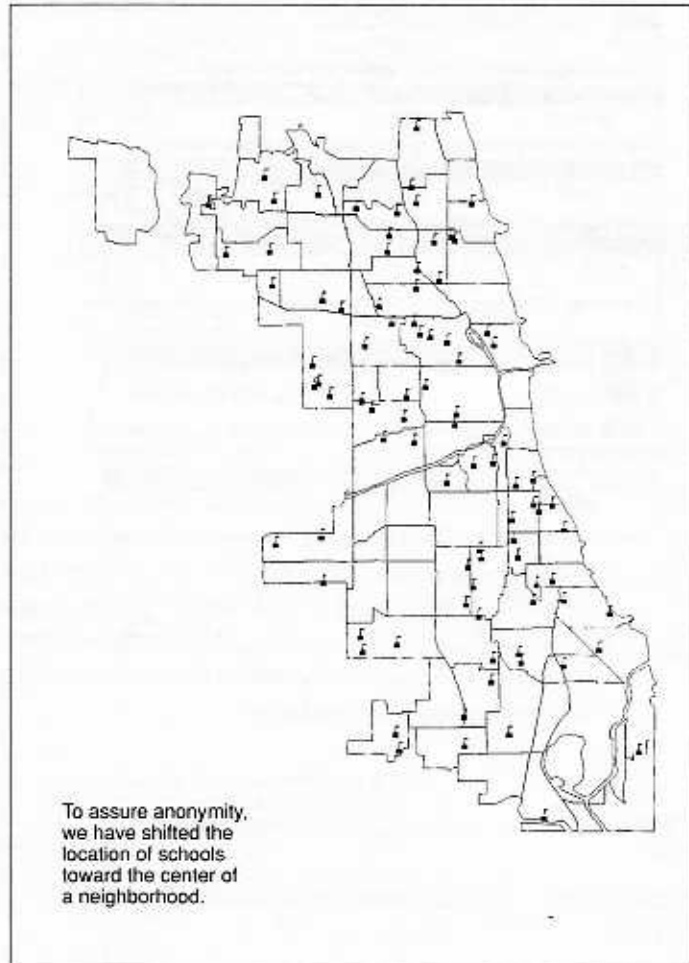 To assure anonymity,
we have shifted the
location of schools
toward the center of
a neighborhood.